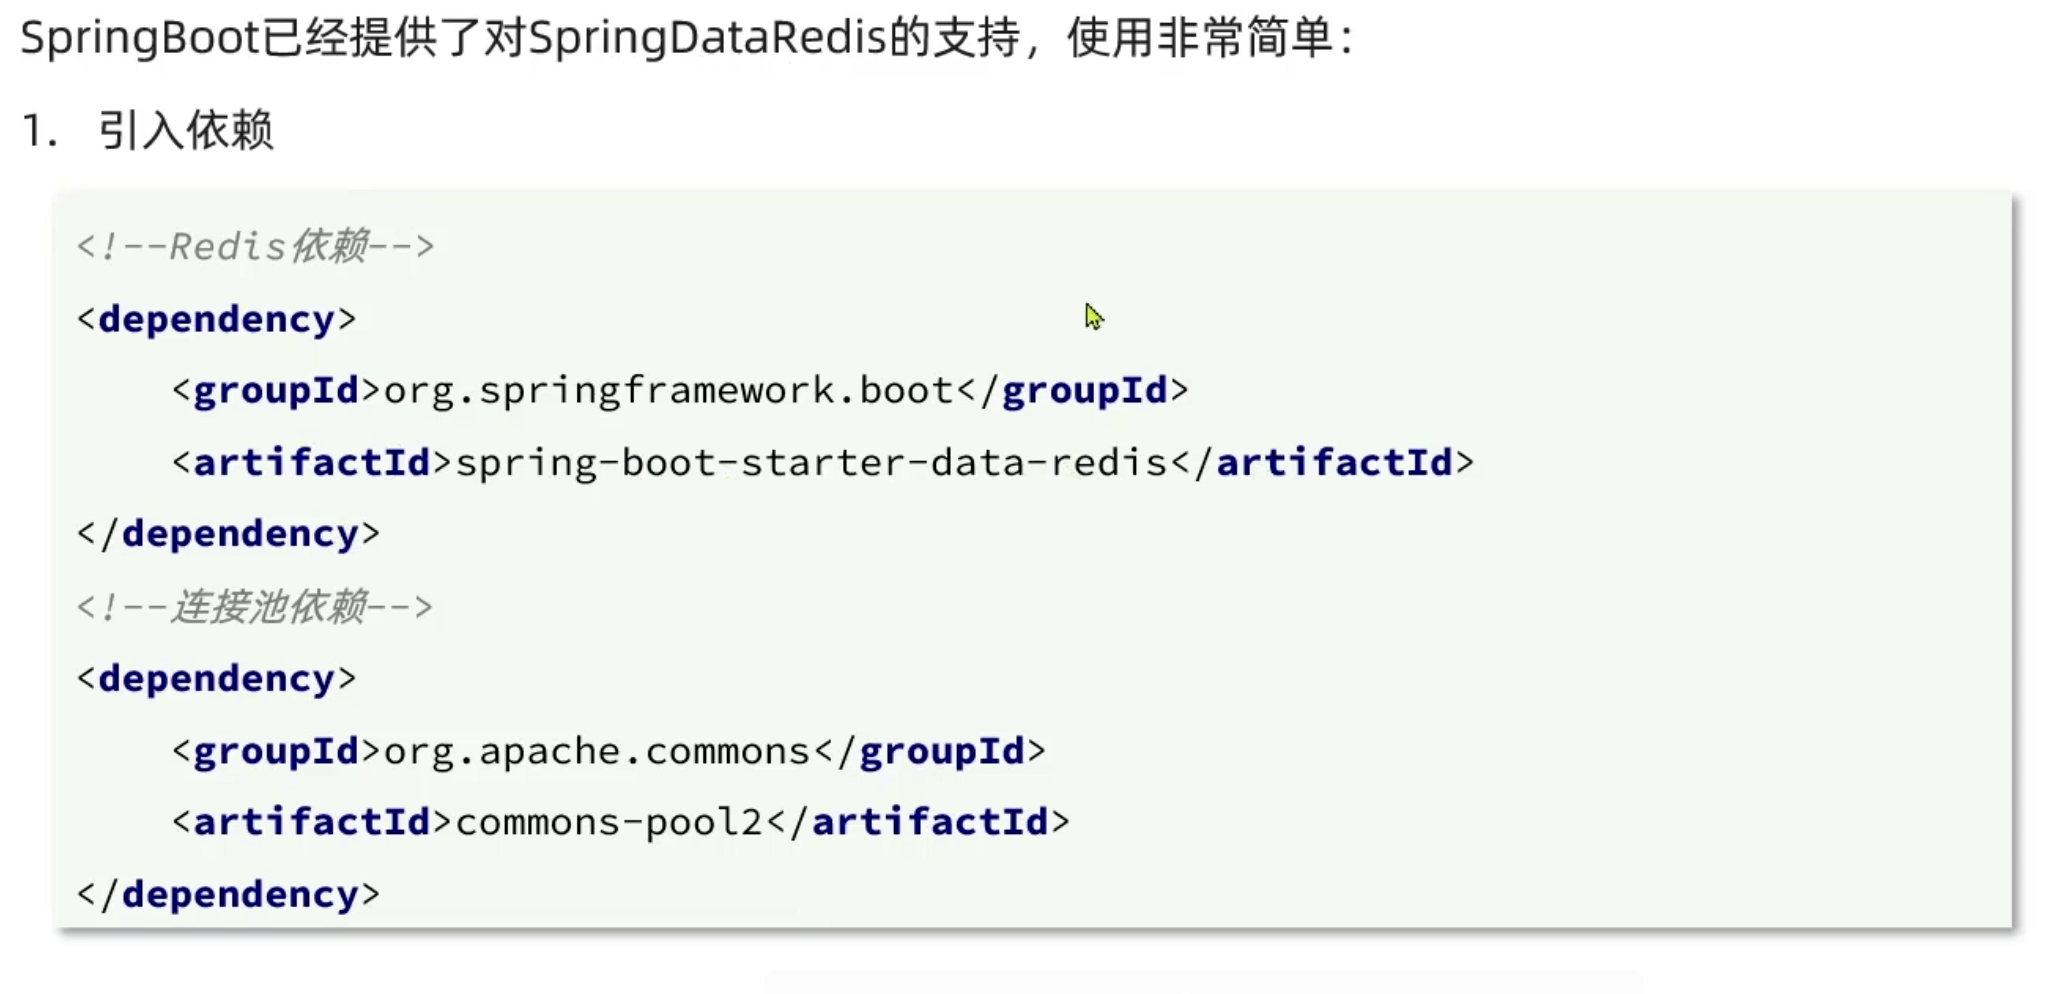 SpringBoot已经提供了对SpringDataRedis的支持，使用非常简单：
1. 引入依赖
<!--Redis依赖-->
<dependency>
    <groupId>org.springframework.boot</groupId>
    <artifactId>spring-boot-starter-data-redis</artifactId>
</dependency>
<!--连接池依赖-->
<dependency>
    <groupId>org.apache.commons</groupId>
    <artifactId>commons-pool2</artifactId>
</dependency>